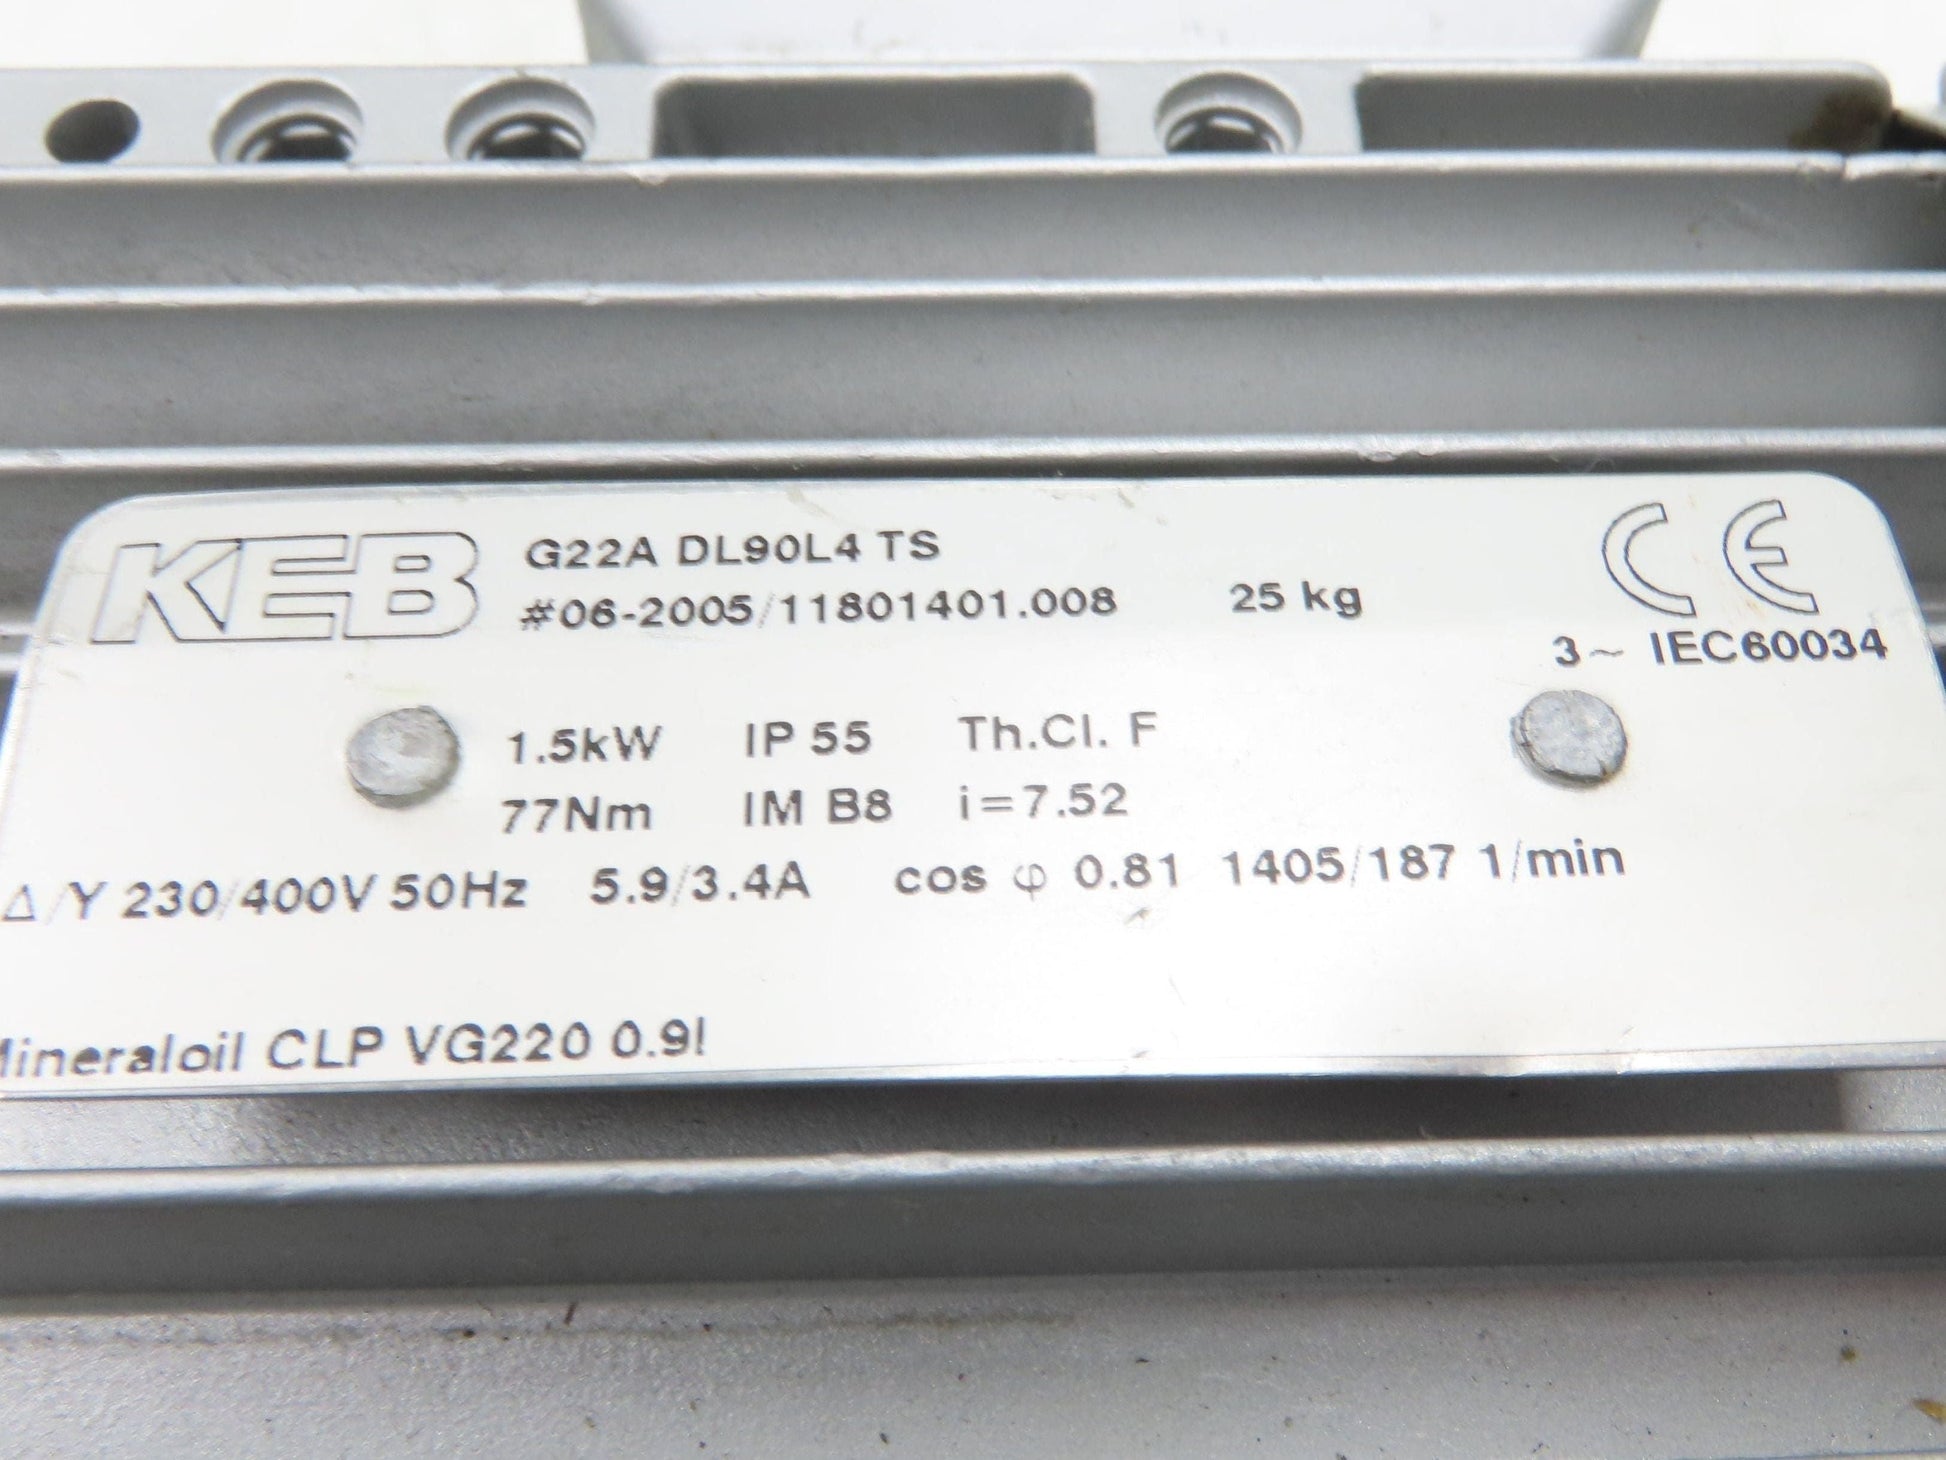 KEB
G22A DL90L4 TS
#06-2005/11801401.008 25 kg
CE
3~ IEC60034
1.5kW IP 55 Th.Cl. F
77Nm IM B8 i=7.52
Δ/Y 230/400V 50Hz 5.9/3.4A cos φ 0.81 1405/187 1/min
Mineraloil CLP VG220 0.9l